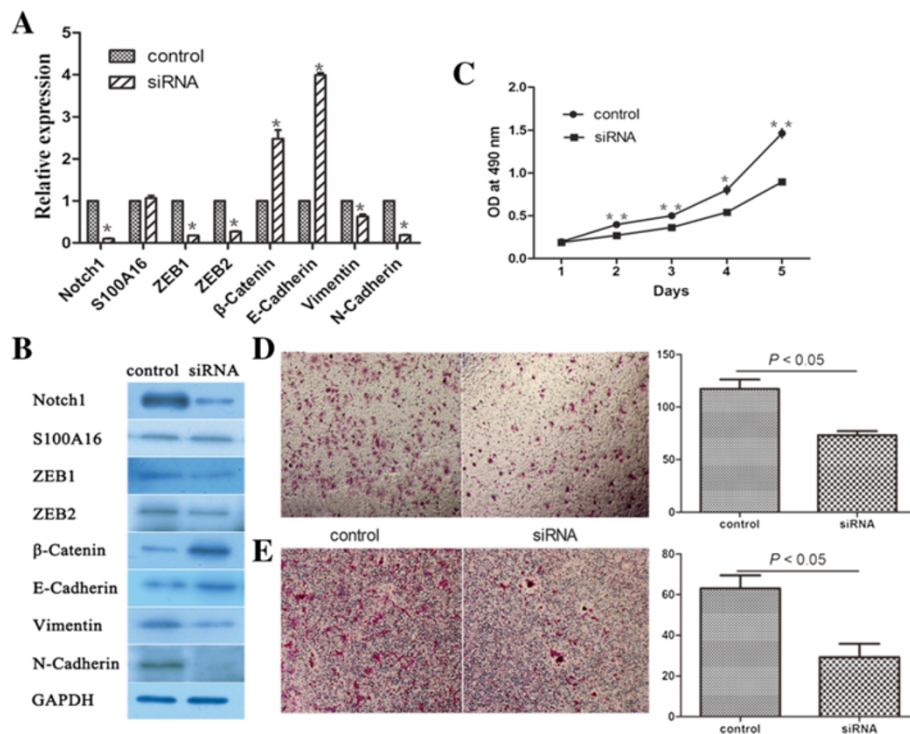 A
Relative expression
5
4
3
2
1
0
control
siRNA
*
*
*
*
*
*
*
Notch1
S100A16
ZEB1
ZEB2
β-Catenin
E-Cadherin
Vimentin
N-Cadherin
C
OD at 490 nm
2.0
1.5
1.0
0.5
0.0
control
siRNA
**
**
*
**
1 2 3 4 5
Days
B
control siRNA
Notch1
S100A16
ZEB1
ZEB2
β-Catenin
E-Cadherin
Vimentin
N-Cadherin
GAPDH
D
150
100
50
0
P < 0.05
control siRNA
control siRNA
E
80
60
40
20
0
P < 0.05
control siRNA